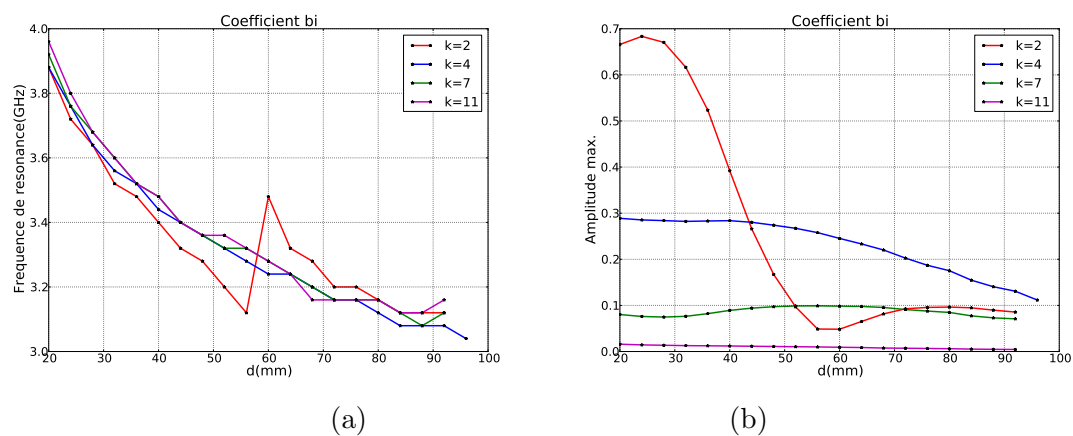 Coefficient bi
4.0
3.8
3.6
3.4
3.2
3.0
Frequence de resonance(GHz)
k=2
k=4
k=7
k=11
20 30 40 50 60 70 80 90 100
d(mm)
(a)
Coefficient bi
0.7
0.6
0.5
0.4
0.3
0.2
0.1
0.0
Amplitude max.
k=2
k=4
k=7
k=11
20 30 40 50 60 70 80 90 100
d(mm)
(b)